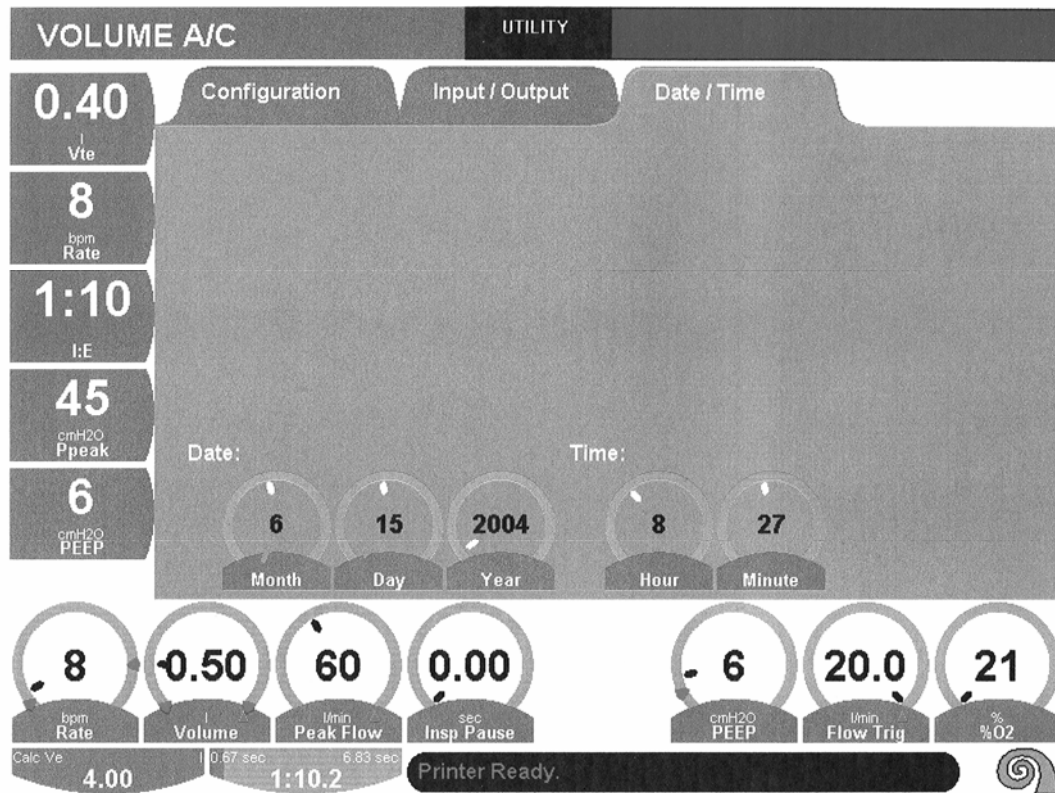 VOLUME A/C
UTILITY
0.40
l
Vte
8
bpm
Rate
1:10
I:E
45
cmH2O
Ppeak
6
cmH2O
PEEP
Configuration
Input / Output
Date / Time
Date:
Time:
6
Month
15
Day
2004
Year
8
Hour
27
Minute
8
bpm
Rate
0.50
l
Volume
60
l/min
Peak Flow
0.00
sec
Insp Pause
6
cmH2O
PEEP
20.0
l/min
Flow Trig
21
%
%O2
Calc Ve l
4.00
0.67 sec 6.83 sec
1:10.2
Printer Ready.